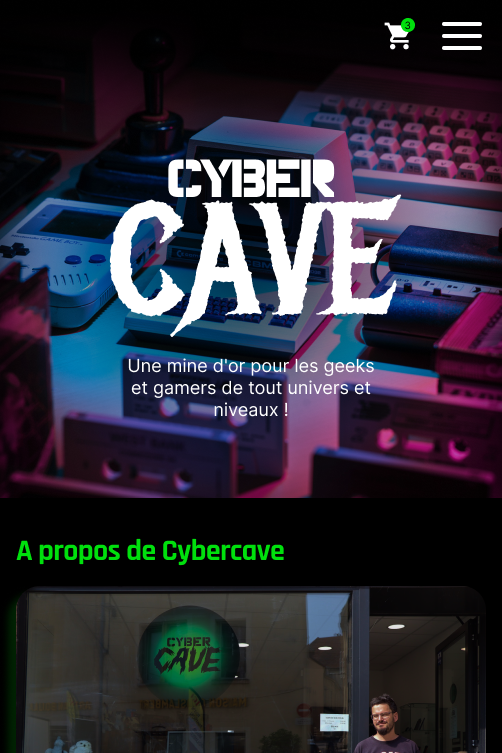 3
CYBER
CAVE
Une mine d'or pour les geeks
et gamers de tout univers et
niveaux !
A propos de Cybercave
CYBER
CAVE